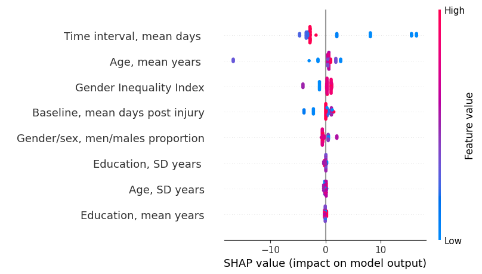 High
Time interval, mean days
Age, mean years
Gender Inequality Index
Baseline, mean days post injury
Gender/sex, men/males proportion
Education, SD years
Age, SD years
Education, mean years
Feature value
Low
−10
0
10
SHAP value (impact on model output)